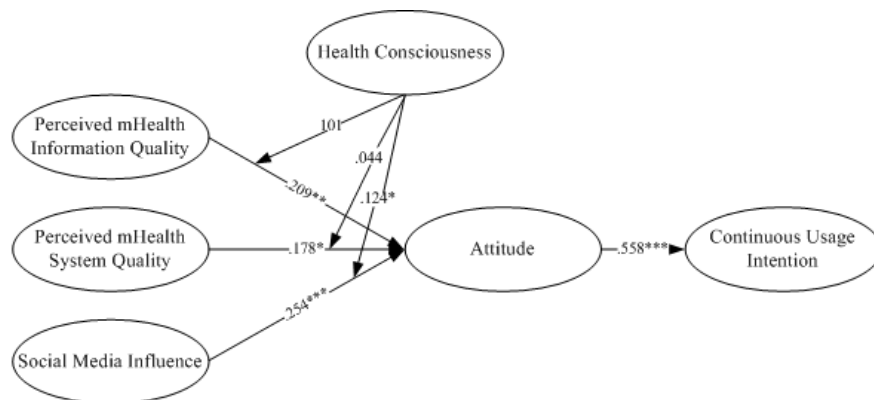 Health Consciousness
Perceived mHealth
Information Quality
101
.044
.209**
.124*
Perceived mHealth
System Quality
.178*
Attitude
.558***
Continuous Usage
Intention
.254***
Social Media Influence